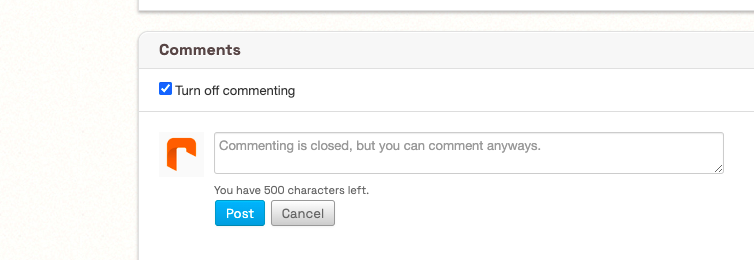 Comments
Turn off commenting
Commenting is closed, but you can comment anyways.
You have 500 characters left.
Post Cancel